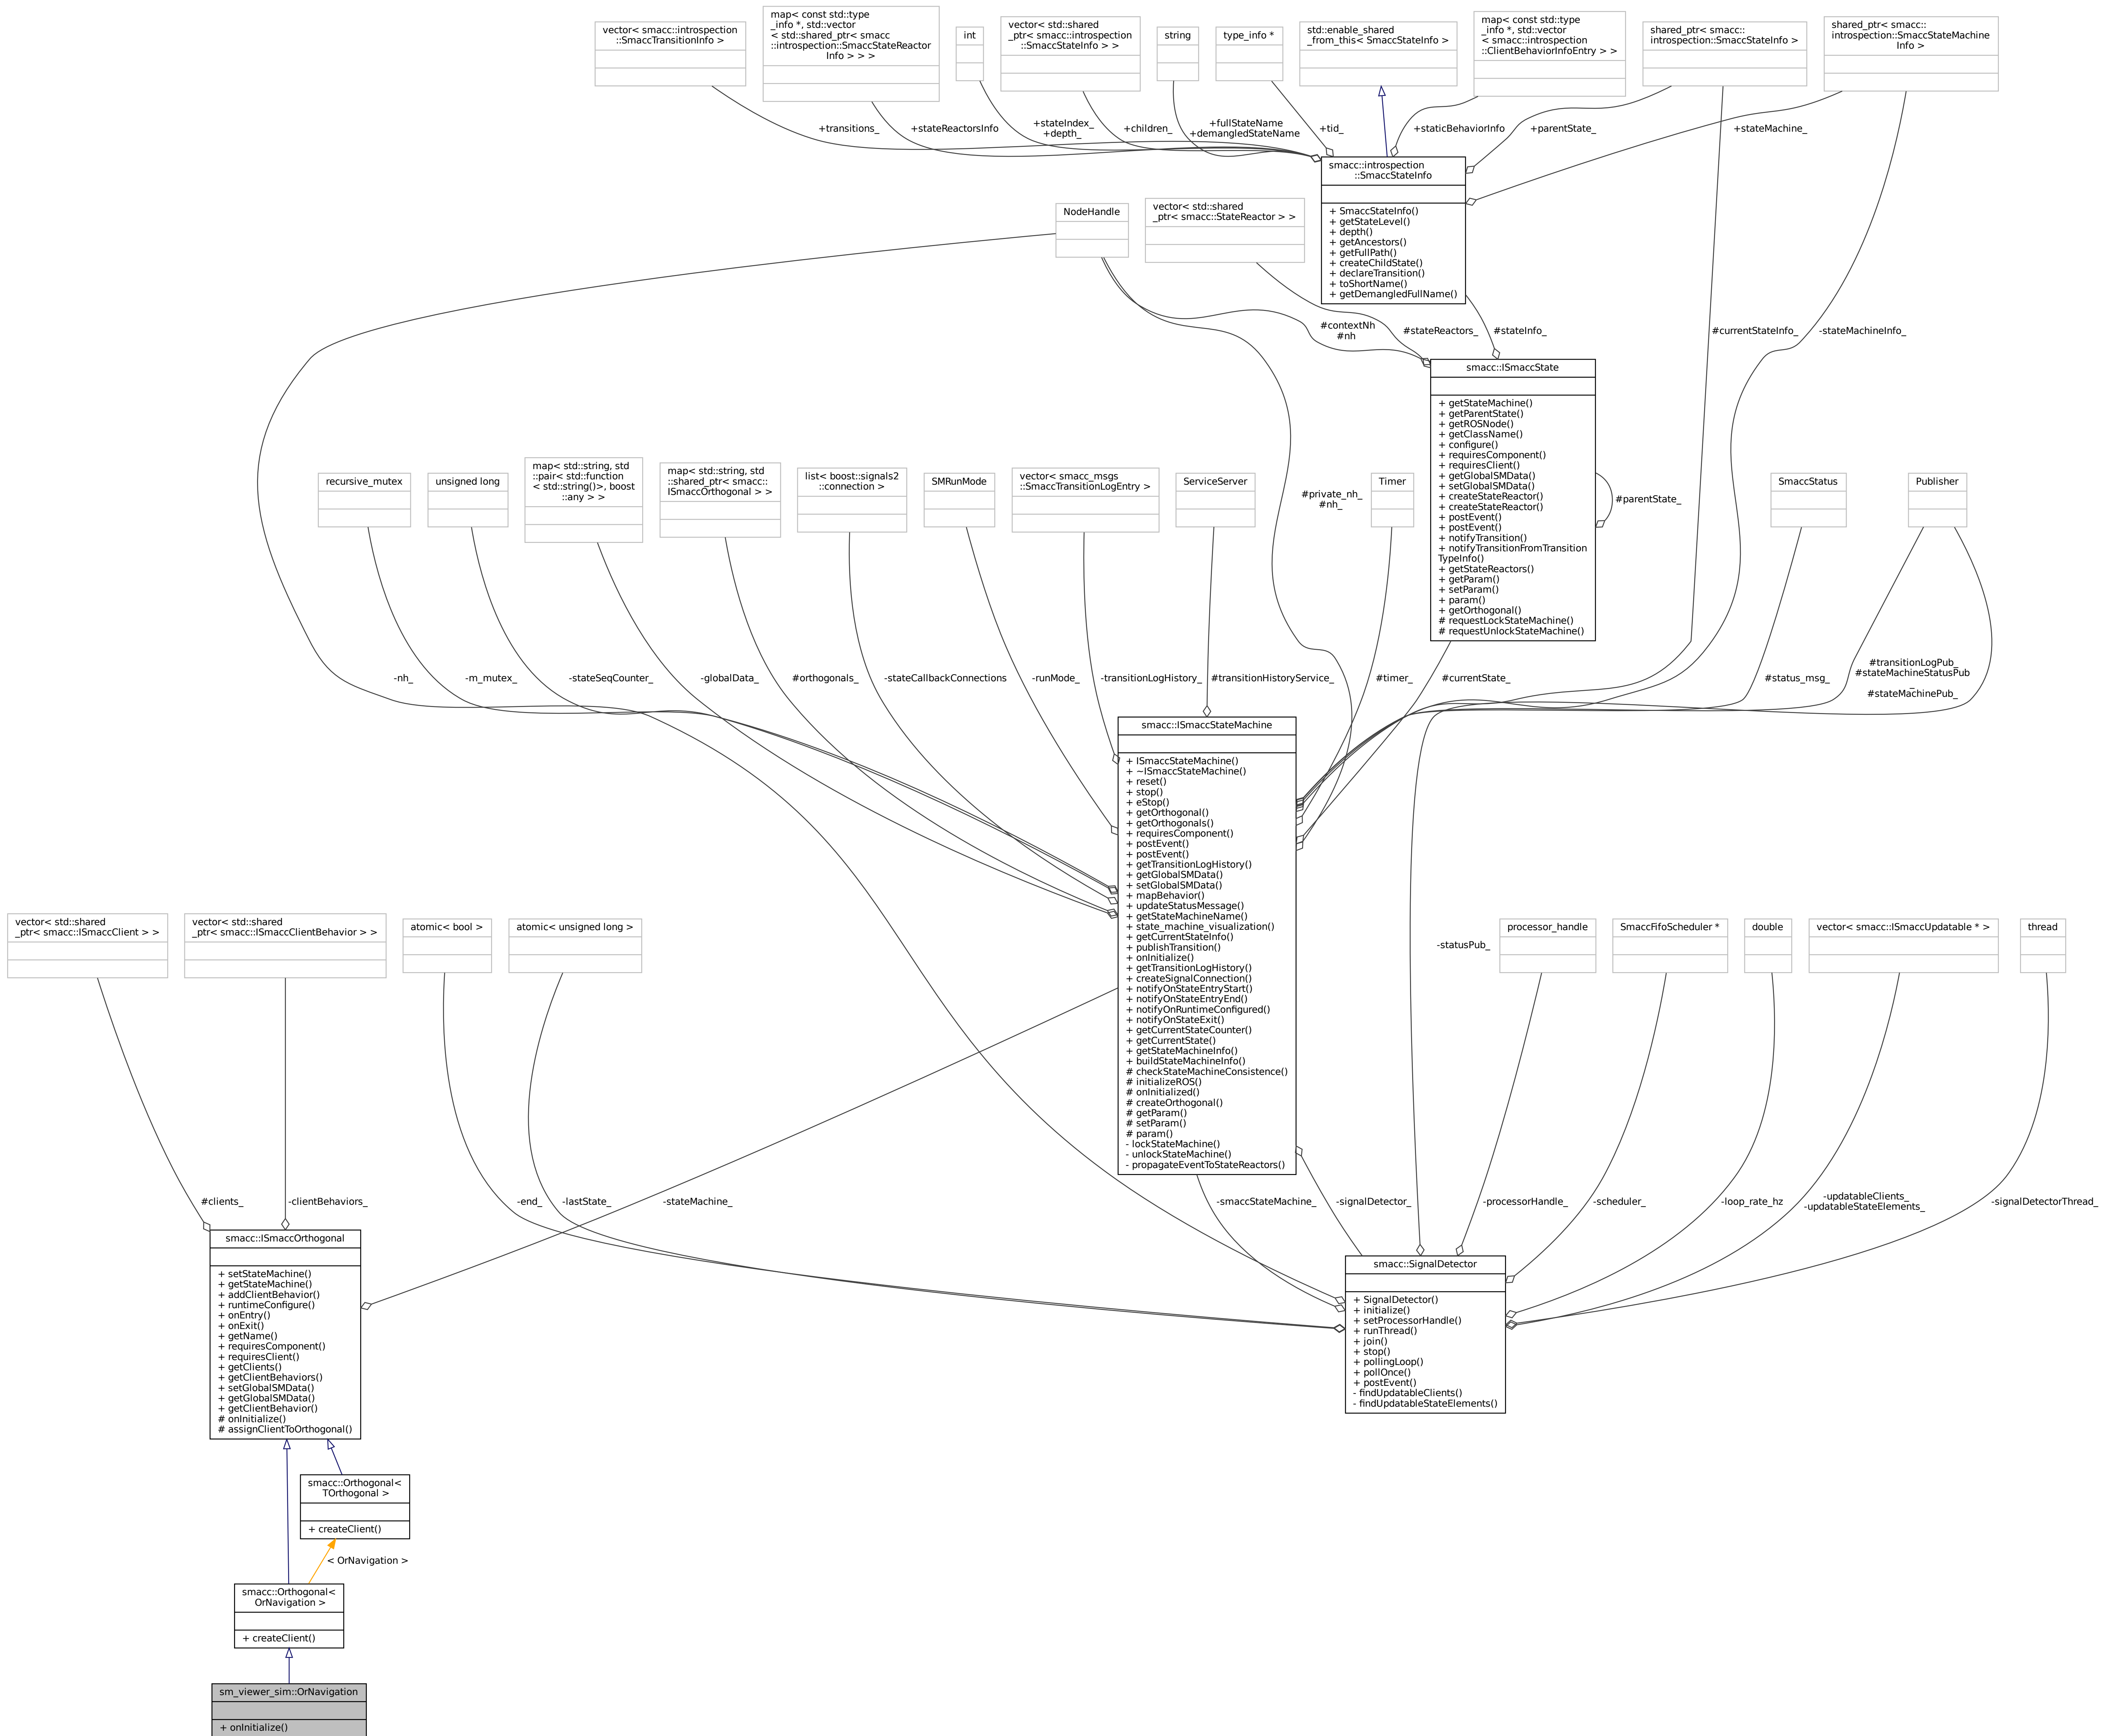 vector< smacc::introspection
::SmaccTransitionInfo >
map< const std::type
_info *, std::vector
< std::shared_ptr< smacc
::introspection::SmaccStateReactor
Info > > >
int
vector< std::shared
_ptr< smacc::introspection
::SmaccStateInfo > >
string
type_info *
std::enable_shared
_from_this< SmaccStateInfo >
map< const std::type
_info *, std::vector
< smacc::introspection
::ClientBehaviorInfoEntry > >
shared_ptr< smacc::
introspection::SmaccStateInfo >
shared_ptr< smacc::
introspection::SmaccStateMachine
Info >
+transitions_
+stateReactorsInfo
+stateIndex_
+depth_
+children_
+fullStateName
+demangledStateName
+tid_
+staticBehaviorInfo
+parentState_
+stateMachine_
smacc::introspection
::SmaccStateInfo
+ SmaccStateInfo()
+ getStateLevel()
+ depth()
+ getAncestors()
+ getFullPath()
+ createChildState()
+ declareTransition()
+ toShortName()
+ getDemangledFullName()
NodeHandle
vector< std::shared
_ptr< smacc::StateReactor > >
#contextNh
#nh
#stateReactors_
#stateInfo_
#currentStateInfo_
-stateMachineInfo_
smacc::ISmaccState
+ getStateMachine()
+ getParentState()
+ getROSNode()
+ getClassName()
+ configure()
+ requiresComponent()
+ requiresClient()
+ getGlobalSMData()
+ setGlobalSMData()
+ createStateReactor()
+ createStateReactor()
+ postEvent()
+ postEvent()
+ notifyTransition()
+ notifyTransitionFromTransition
TypeInfo()
+ getStateReactors()
+ getParam()
+ setParam()
+ param()
+ getOrthogonal()
# requestLockStateMachine()
# requestUnlockStateMachine()
#parentState_
recursive_mutex
unsigned long
map< std::string, std
::pair< std::function
< std::string()>, boost
::any > >
map< std::string, std
::shared_ptr< smacc::
ISmaccOrthogonal > >
list< boost::signals2
::connection >
SMRunMode
vector< smacc_msgs
::SmaccTransitionLogEntry >
ServiceServer
#private_nh_
#nh_
Timer
SmaccStatus
Publisher
-nh_
-m_mutex_
-stateSeqCounter_
-globalData_
#orthogonals_
-stateCallbackConnections
-runMode_
-transitionLogHistory_
#transitionHistoryService_
#timer_
#currentState_
#status_msg_
#transitionLogPub_
#stateMachineStatusPub
_
#stateMachinePub_
smacc::ISmaccStateMachine
+ ISmaccStateMachine()
+ ~ISmaccStateMachine()
+ reset()
+ stop()
+ eStop()
+ getOrthogonal()
+ getOrthogonals()
+ requiresComponent()
+ postEvent()
+ postEvent()
+ getTransitionLogHistory()
+ getGlobalSMData()
+ setGlobalSMData()
+ mapBehavior()
+ updateStatusMessage()
+ getStateMachineName()
+ state_machine_visualization()
+ getCurrentStateInfo()
+ publishTransition()
+ onInitialize()
+ getTransitionLogHistory()
+ createSignalConnection()
+ notifyOnStateEntryStart()
+ notifyOnStateEntryEnd()
+ notifyOnRuntimeConfigured()
+ notifyOnStateExit()
+ getCurrentStateCounter()
+ getCurrentState()
+ getStateMachineInfo()
+ buildStateMachineInfo()
# checkStateMachineConsistence()
# initializeROS()
# onInitialized()
# createOrthogonal()
# getParam()
# setParam()
# param()
- lockStateMachine()
- unlockStateMachine()
- propagateEventToStateReactors()
vector< std::shared
_ptr< smacc::ISmaccClient > >
vector< std::shared
_ptr< smacc::ISmaccClientBehavior > >
atomic< bool >
atomic< unsigned long >
-statusPub_
processor_handle
SmaccFifoScheduler *
double
vector< smacc::ISmaccUpdatable * >
thread
#clients_
-clientBehaviors_
-end_
-lastState_
-stateMachine_
-smaccStateMachine_
-signalDetector_
-processorHandle_
-scheduler_
-loop_rate_hz
-updatableClients_
-updatableStateElements_
-signalDetectorThread_
smacc::ISmaccOrthogonal
+ setStateMachine()
+ getStateMachine()
+ addClientBehavior()
+ runtimeConfigure()
+ onEntry()
+ onExit()
+ getName()
+ requiresComponent()
+ requiresClient()
+ getClients()
+ getClientBehaviors()
+ setGlobalSMData()
+ getGlobalSMData()
+ getClientBehavior()
# onInitialize()
# assignClientToOrthogonal()
smacc::SignalDetector
+ SignalDetector()
+ initialize()
+ setProcessorHandle()
+ runThread()
+ join()
+ stop()
+ pollingLoop()
+ pollOnce()
+ postEvent()
- findUpdatableClients()
- findUpdatableStateElements()
smacc::Orthogonal<
TOrthogonal >
+ createClient()
< OrNavigation >
smacc::Orthogonal<
OrNavigation >
+ createClient()
sm_viewer_sim::OrNavigation
+ onInitialize()